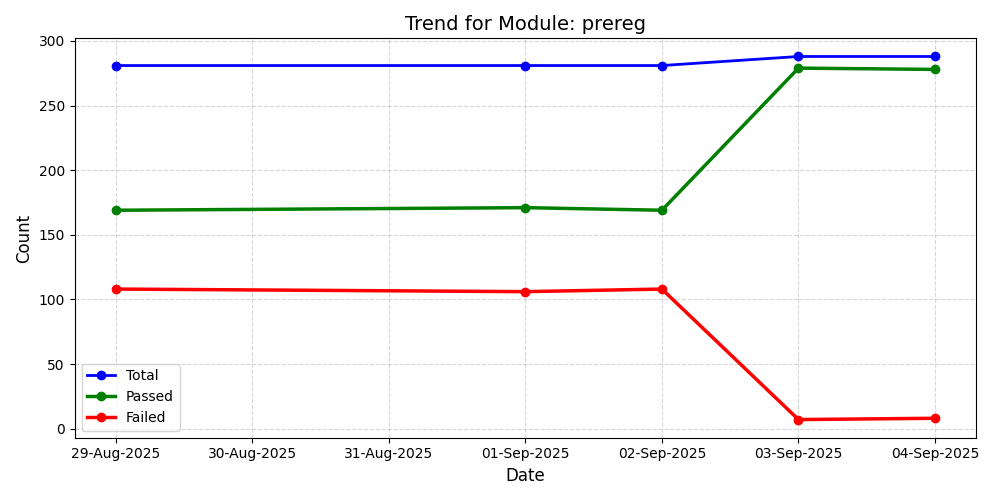 Trend for Module: prereg
300
250
200
150
100
50
0
Count
Total
Passed
Failed
29-Aug-2025 30-Aug-2025 31-Aug-2025 01-Sep-2025 02-Sep-2025 03-Sep-2025 04-Sep-2025
Date